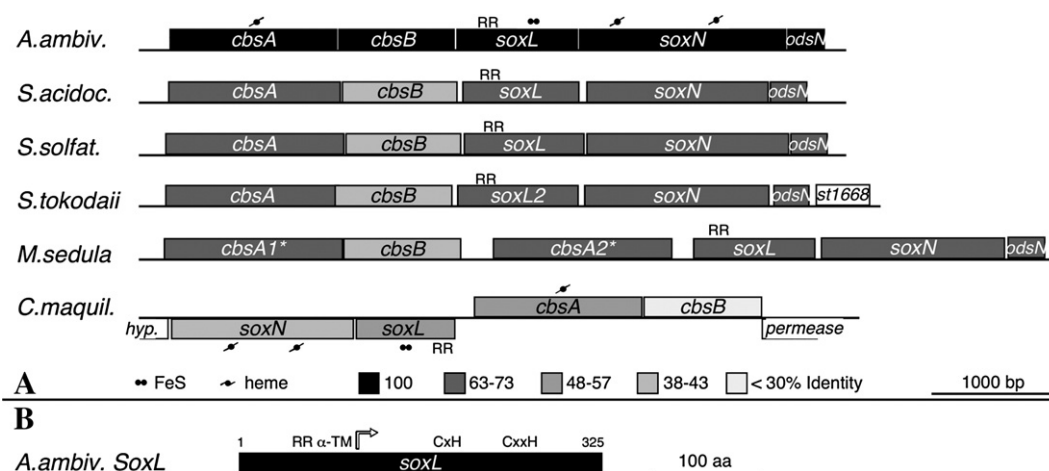 RR
A.ambiv. cbsA cbsB soxL soxN odsN
RR
S.acidoc. cbsA cbsB soxL soxN odsN
RR
S.solfat. cbsA cbsB soxL soxN odsN
RR
S.tokodaii cbsA cbsB soxL2 soxN odsN st1668
RR
M.sedula cbsA1* cbsB cbsA2* soxL soxN odsN
C.maquil. cbsA cbsB
hyp. soxN soxL permease
RR
A FeS heme 100 63-73 48-57 38-43 < 30% Identity 1000 bp
B
1 RR α-TM CxH CxxH 325
A.ambiv. SoxL soxL 100 aa